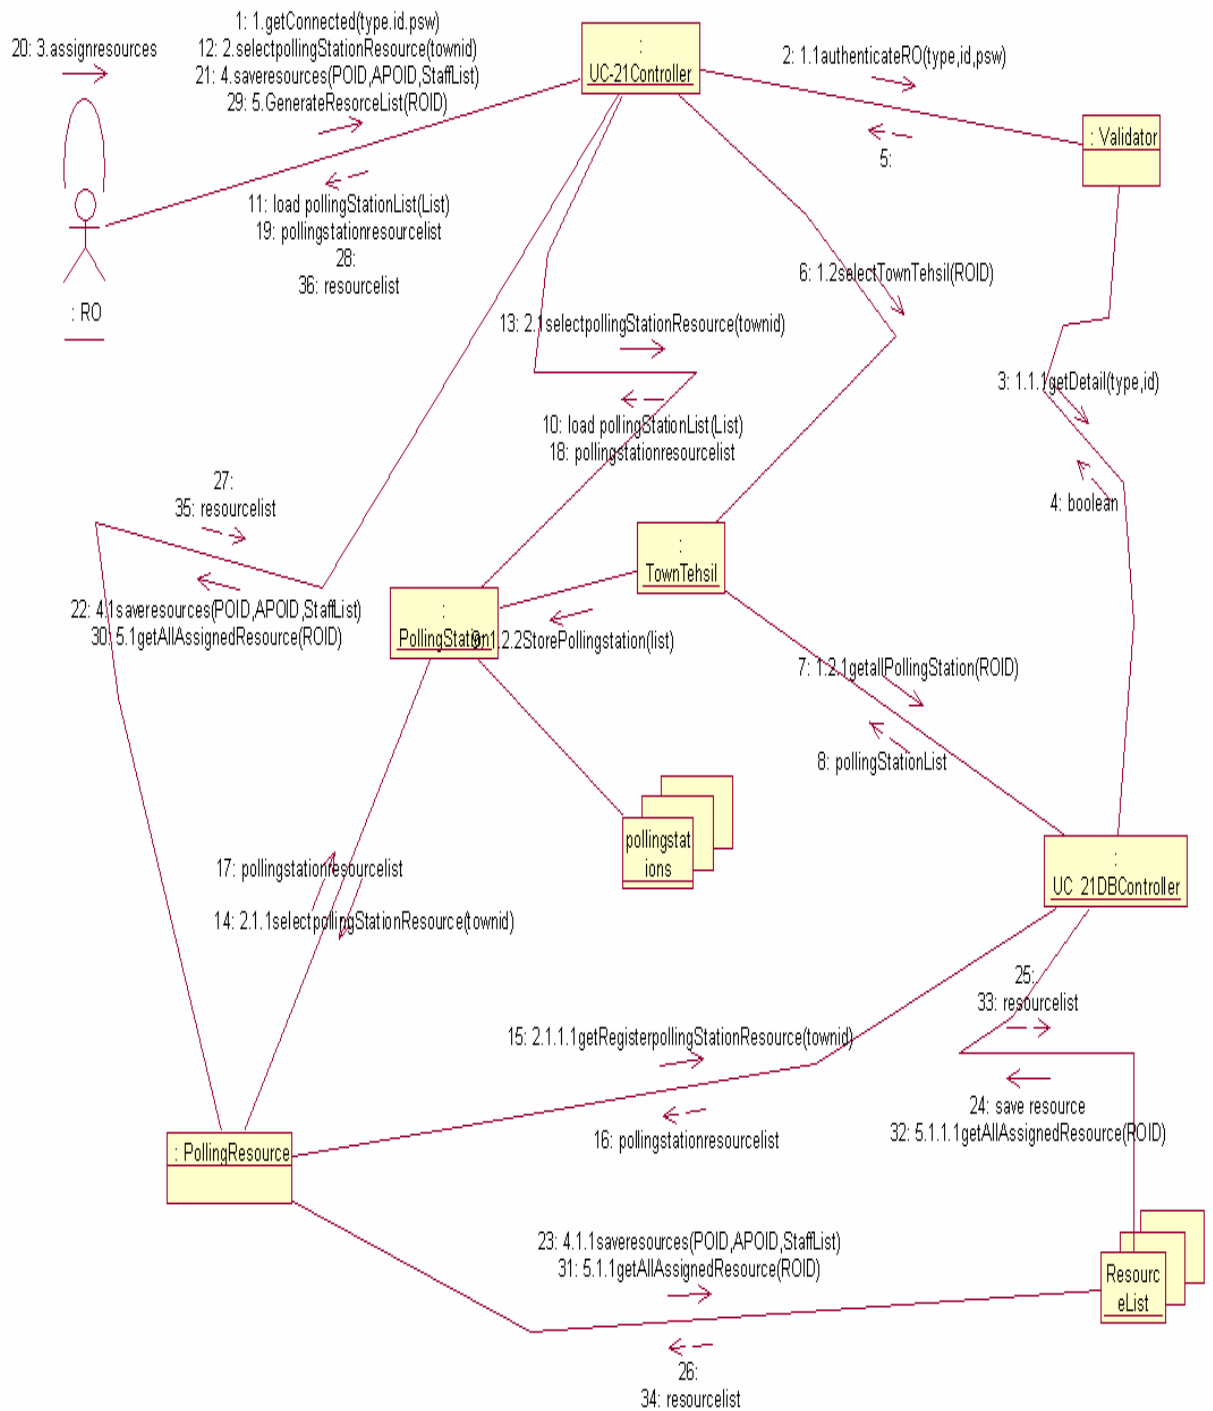 1: 1.getConnected(type.id.psw)
20: 3.assignresources
12: 2.selectpollingStationResource(townid)
21: 4.saveresources(POID,APOID,StaffList)
29: 5.GenerateResorceList(ROID)
:
UC-21Controller
2: 1.1authenticateRO(type,id,psw)
: Validator
5:
11: load pollingStationList(List)
19: pollingstationresourcelist
28:
36: resourcelist
: RO
6: 1.2selectTownTehsil(ROID)
13: 2.1selectpollingStationResource(townid)
3: 1.1.1getDetail(type,id)
10: load pollingStationList(List)
18: pollingstationresourcelist
4: boolean
27:
35: resourcelist
:
TownTehsil
22: 4.1saveresources(POID,APOID,StaffList)
30: 5.1getAllAssignedResource(ROID)
:
PollingStation
9: 1.2.2StorePollingstation(list)
7: 1.2.1getallPollingStation(ROID)
8: pollingStationList
pollingstat
ions
:
UC_21DBController
17: pollingstationresourcelist
14: 2.1.1selectpollingStationResource(townid)
25:
33: resourcelist
15: 2.1.1.1getRegisterpollingStationResource(townid)
24: save resource
32: 5.1.1.1getAllAssignedResource(ROID)
16: pollingstationresourcelist
: PollingResource
23: 4.1.1saveresources(POID,APOID,StaffList)
31: 5.1.1getAllAssignedResource(ROID)
Resourc
eList
26:
34: resourcelist